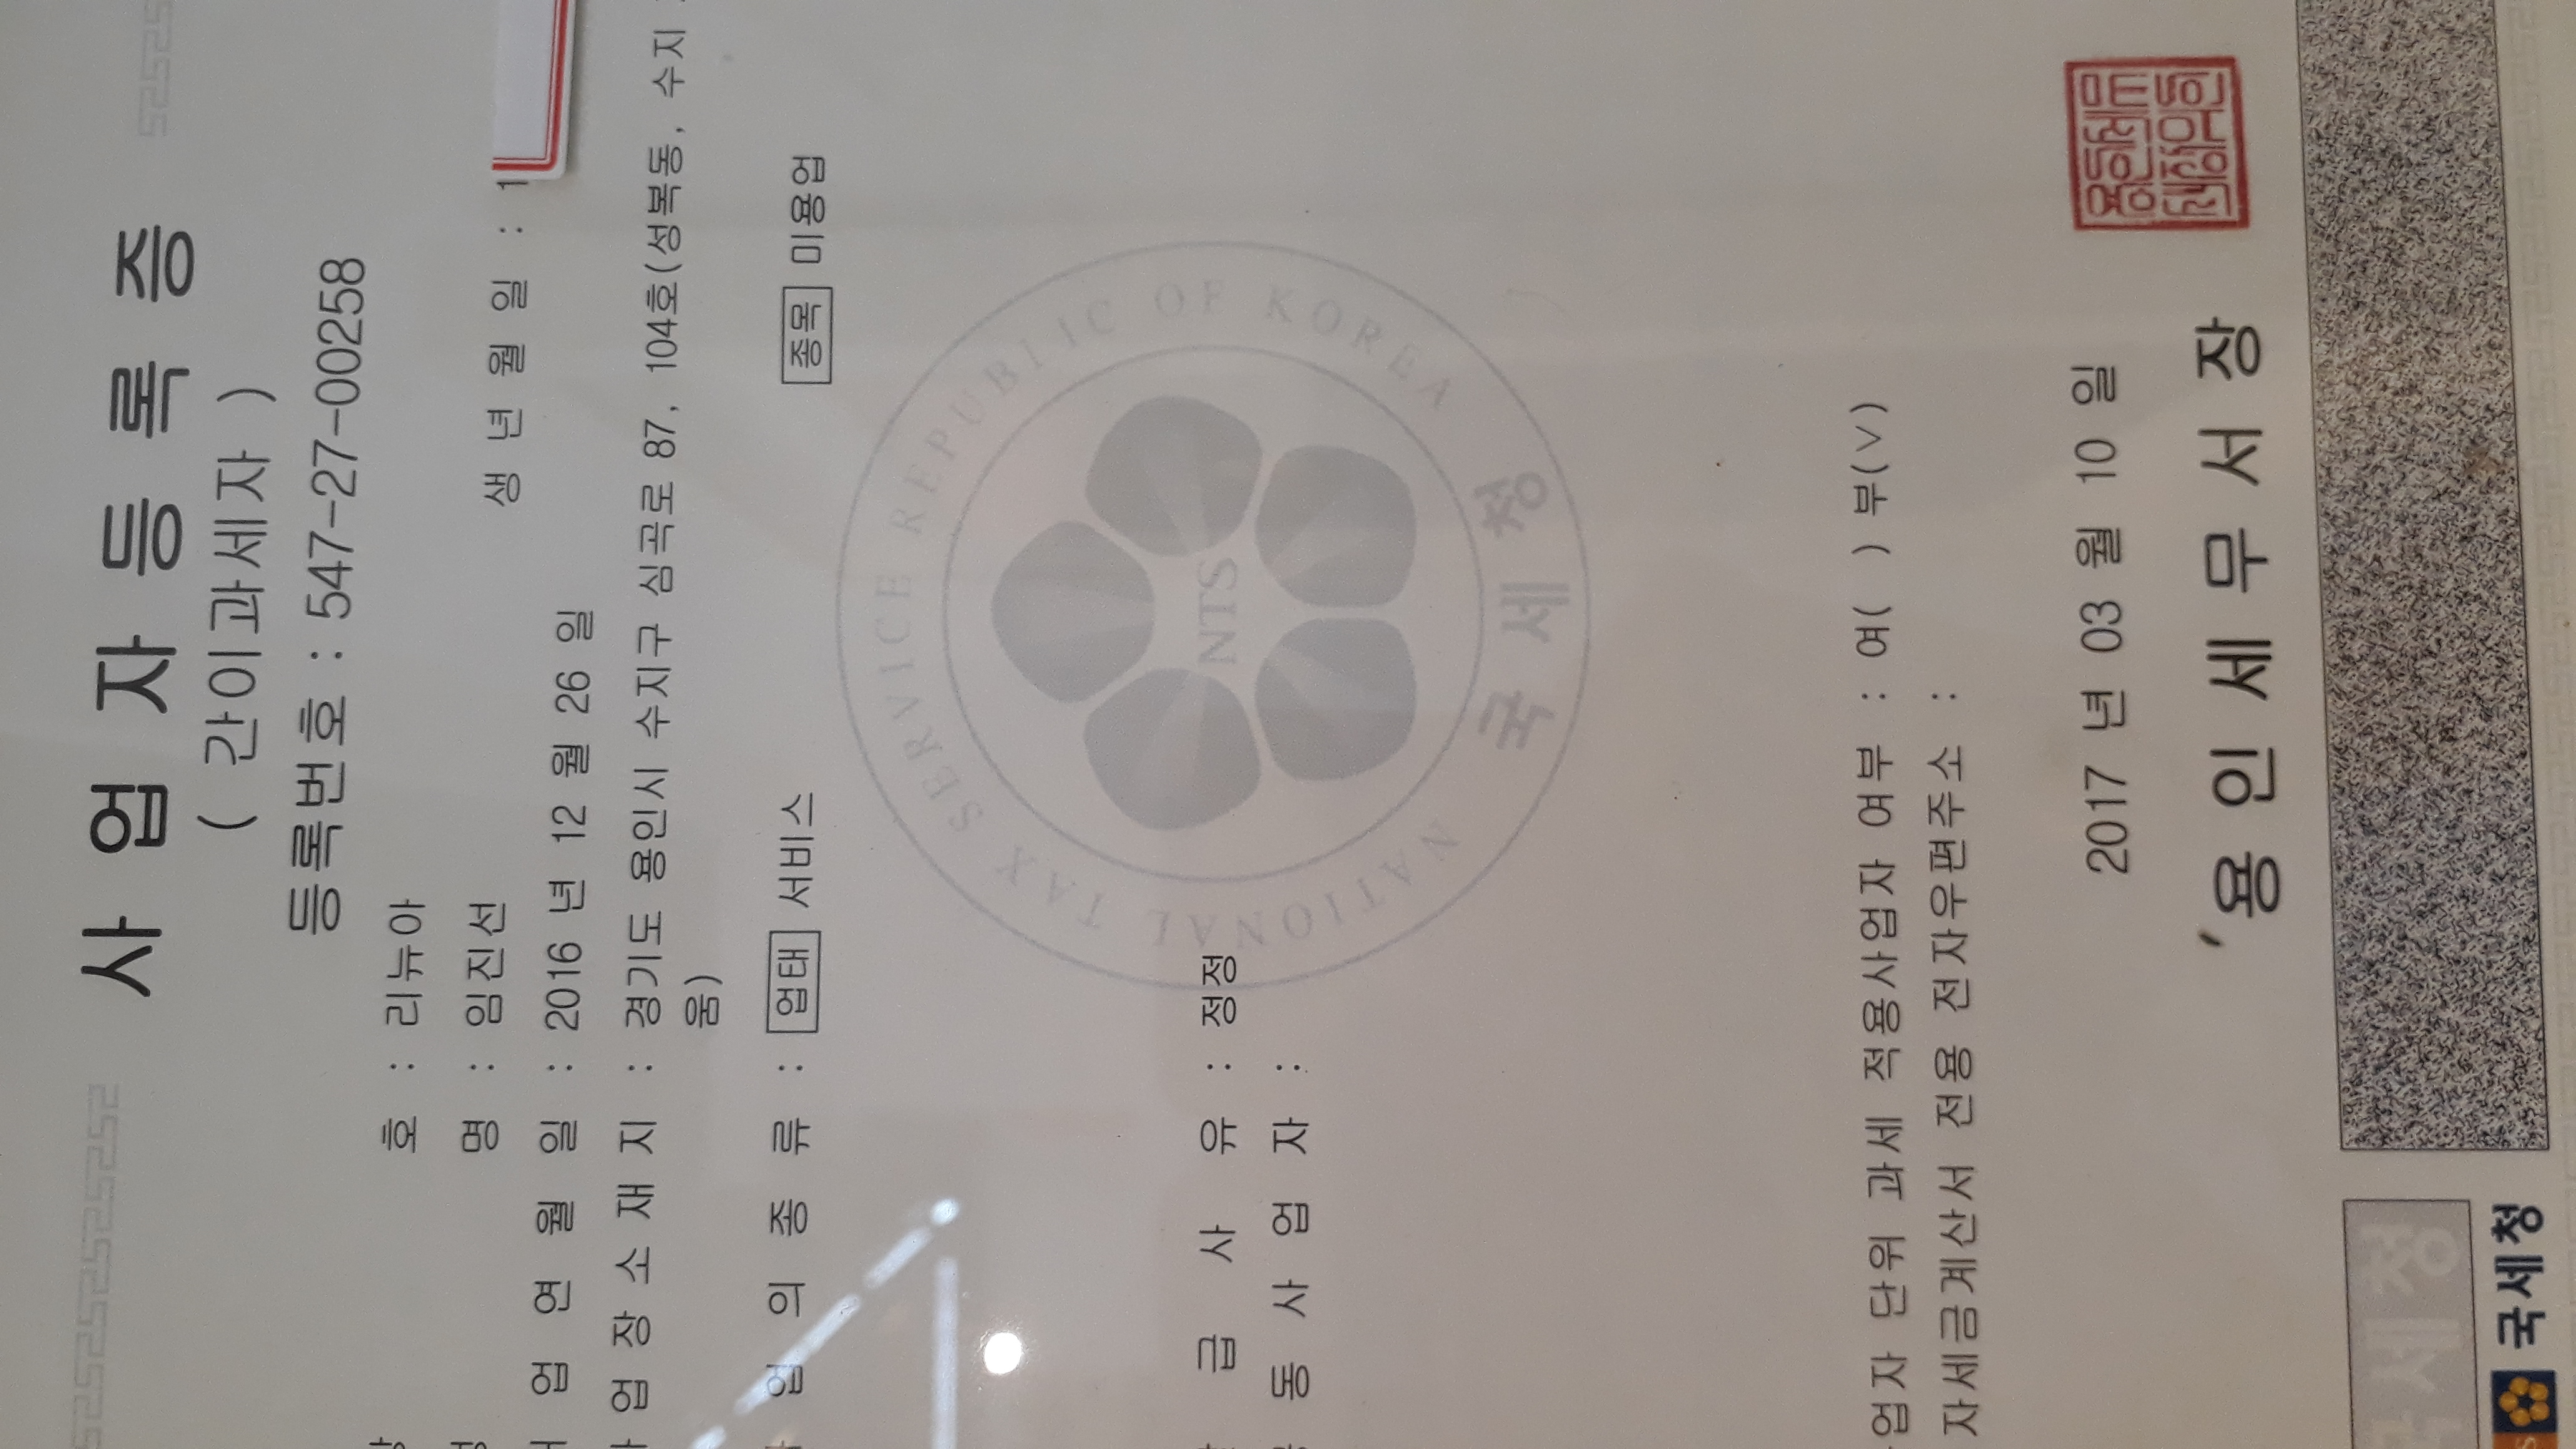 사 업 자 등 록 증
( 간이과세자 )
등록번호 : 547-27-00258
호 : 리뉴아
명 : 임진선 생 년 월 일 : 1
업 연 월 일 : 2016 년 12 월 26 일
업 장 소 재 지 : 경기도 용인시 수지구 심곡로 87, 104호(성복동, 수지
움)
업 의 종 류 : 업태 서비스 종목 미용업
NATIONAL TAX SERVICE REPUBLIC OF KOREA
NTS
국세청
급 사 유 : 정정
동 사 업 자 :
업자 단위 과세 적용사업자 여부 : 여( ) 부(∨)
자세금계산서 전용 전자우편주소 :
2017 년 03 월 10 일
용 인 세 무 서 장
용인세무
서장의인
국세청